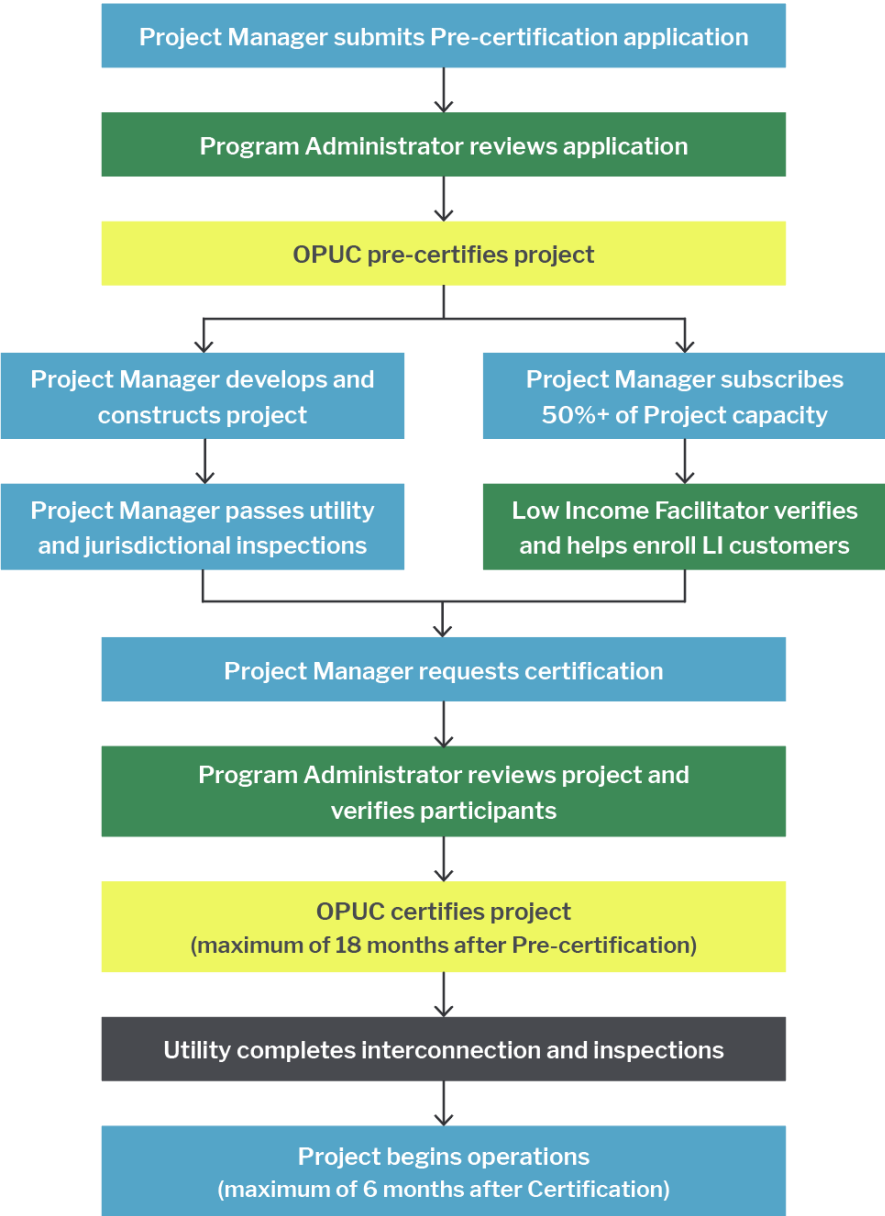 Project Manager submits Pre-certification application
Program Administrator reviews application
OPUC pre-certifies project
Project Manager develops and
constructs project
Project Manager subscribes
50%+ of Project capacity
Project Manager passes utility
and jurisdictional inspections
Low Income Facilitator verifies
and helps enroll LI customers
Project Manager requests certification
Program Administrator reviews project and
verifies participants
OPUC certifies project
(maximum of 18 months after Pre-certification)
Utility completes interconnection and inspections
Project begins operations
(maximum of 6 months after Certification)